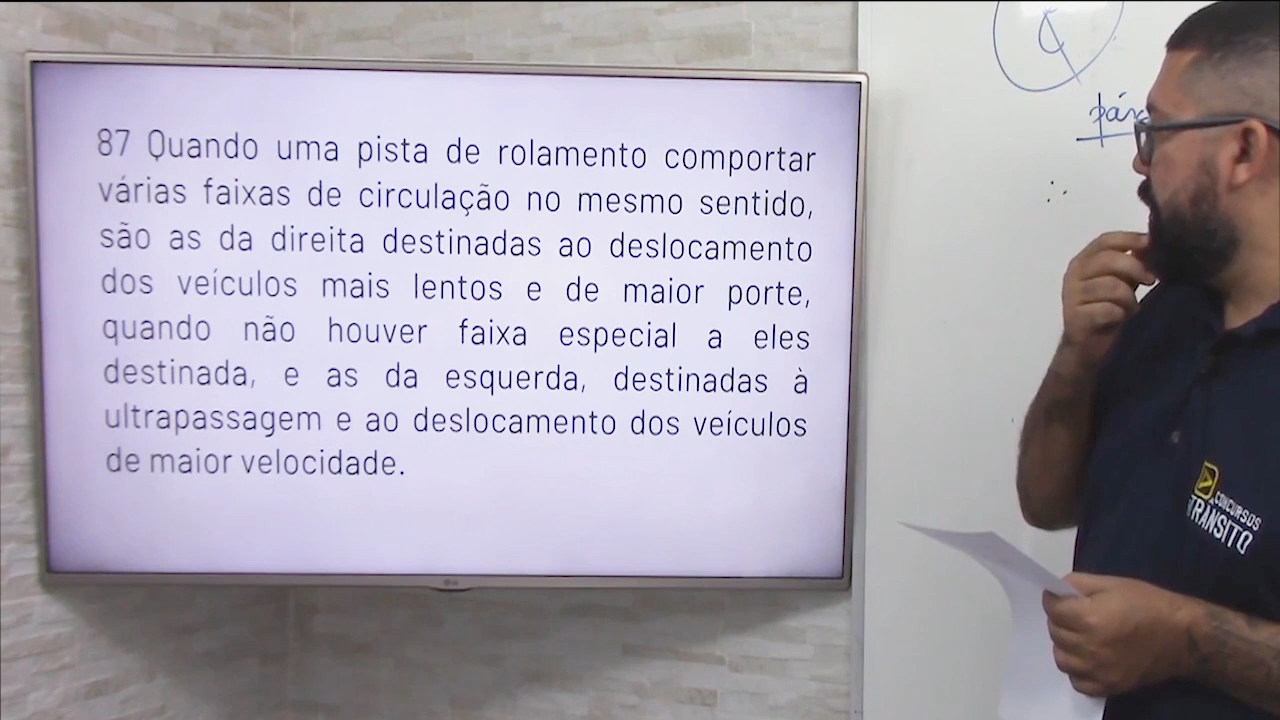 87 Quando uma pista de rolamento comportar
várias faixas de circulação no mesmo sentido,
são as da direita destinadas ao deslocamento
dos veículos mais lentos e de maior porte,
quando não houver faixa especial a eles
destinada, e as da esquerda, destinadas à
ultrapassagem e ao deslocamento dos veículos
de maior velocidade.
LG
CONCURSOS
TRÂNSITO